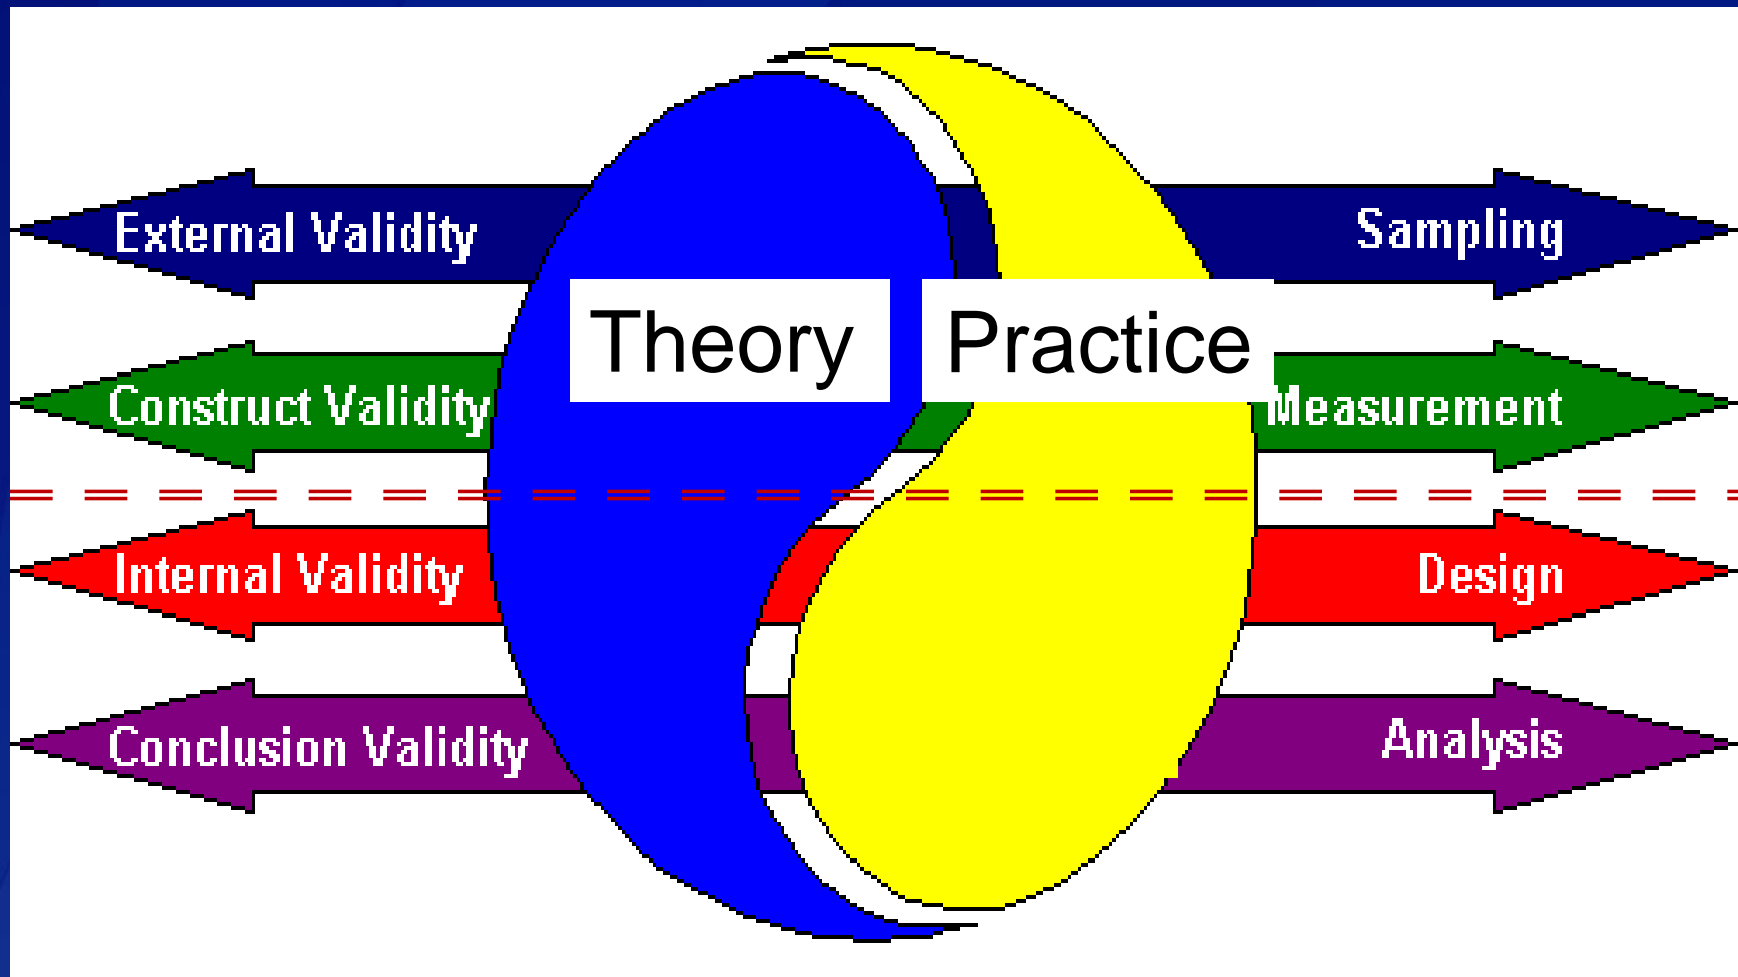 External Validity
Sampling
Theory
Practice
Construct Validity
Measurement
Internal Validity
Design
Conclusion Validity
Analysis